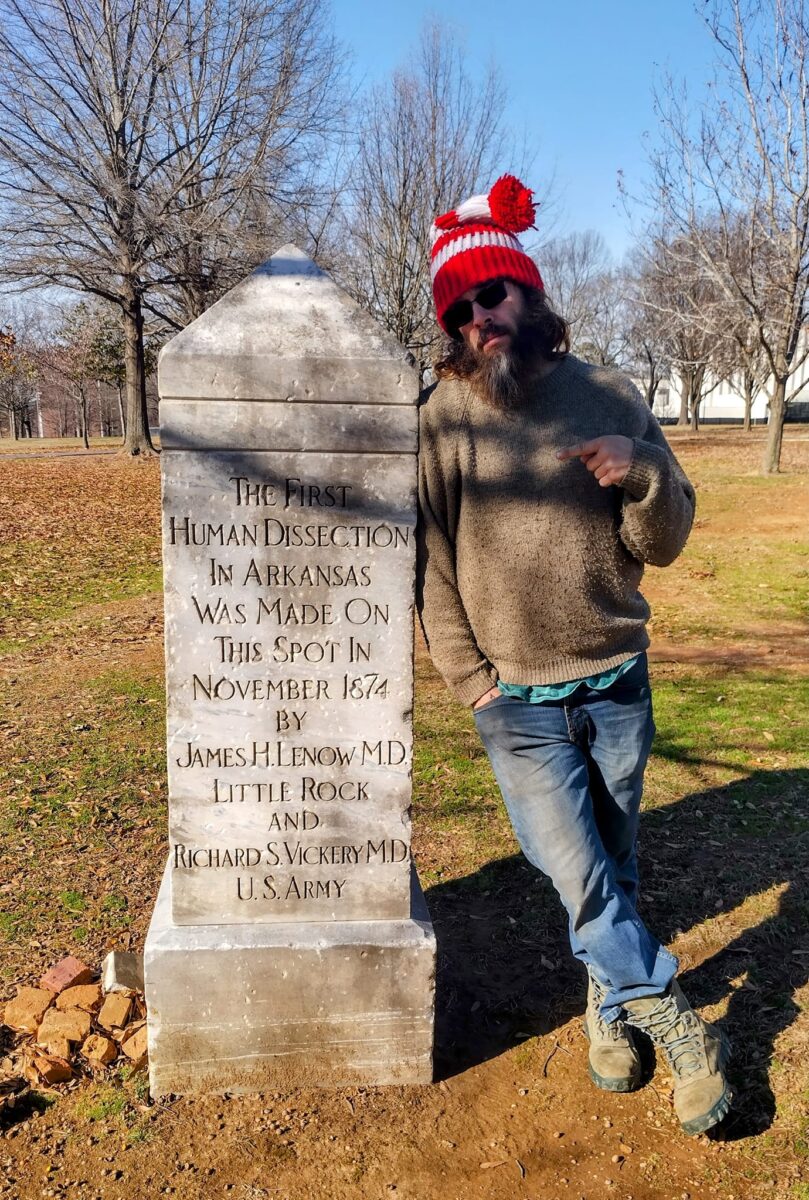 The First
Human Dissection
In Arkansas
Was Made On
This Spot In
November 1874
by
James H. Lenow M.D.
Little Rock
and
Richard S. Vickery M.D.
U.S. Army